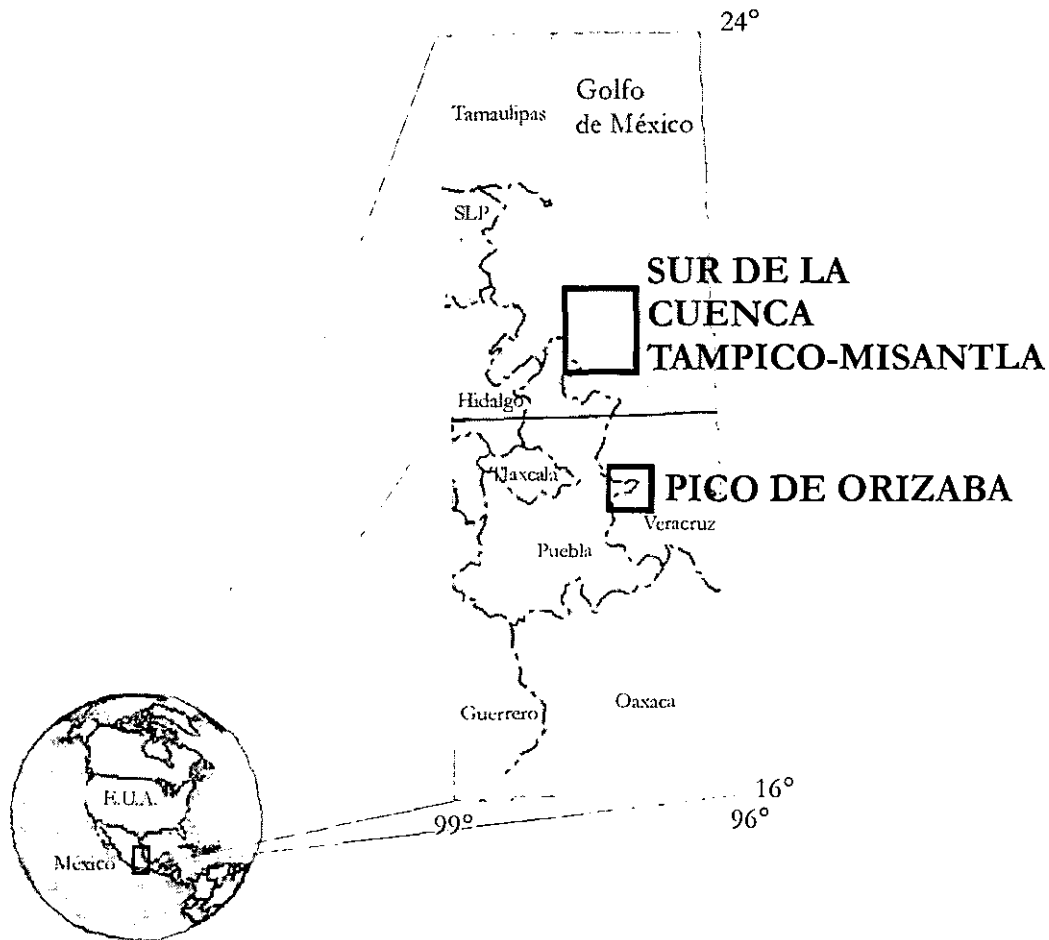 24°
Golfo
de México
Tamaulipas
SLP
SUR DE LA
CUENCA
TAMPICO-MISANTLA
Hidalgo
Tlaxcala
PICO DE ORIZABA
Veracruz
Puebla
Guerrero
Oaxaca
16°
99°
96°
E.U.A.
México